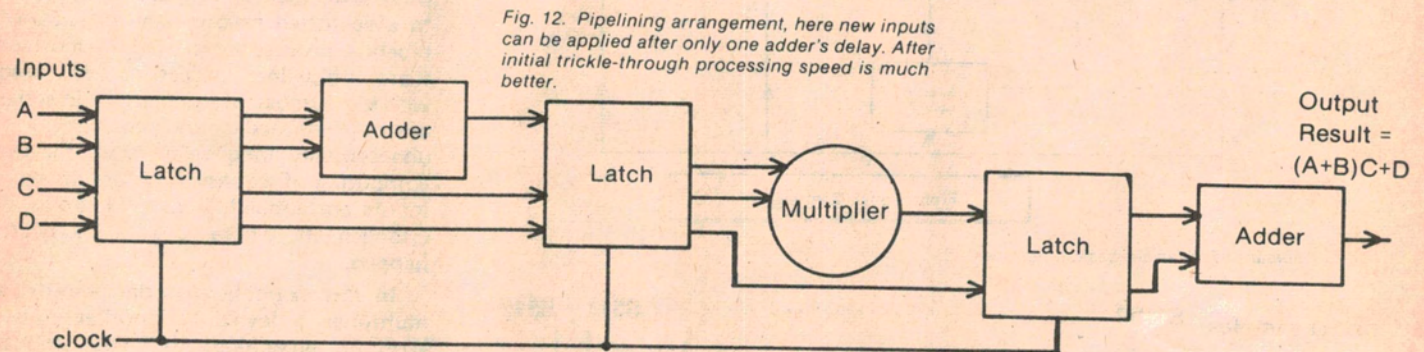 Fig. 12. Pipelining arrangement, here new inputs
can be applied after only one adder's delay. After
initial trickle-through processing speed is much
better.
Inputs
A
B
C
D
Latch
Adder
Latch
Multiplier
Latch
Adder
Output
Result =
(A+B)C+D
clock